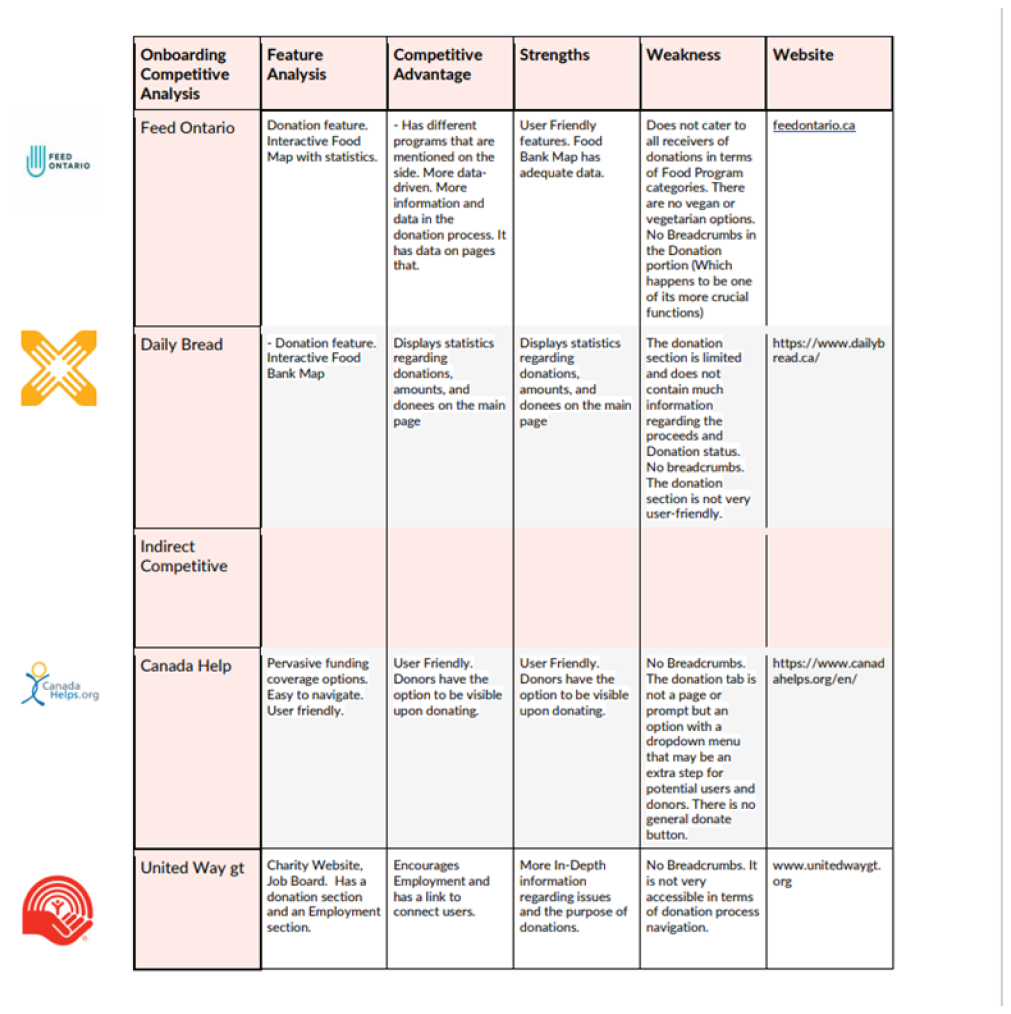 Onboarding
Competitive
Analysis
Feature
Analysis
Competitive
Advantage
Strengths
Weakness
Website
FEED
ONTARIO
Feed Ontario
Donation feature.
Interactive Food
Map with statistics.
- Has different
programs that are
mentioned on the
side. More data-
driven. More
information and
data in the
donation process. It
has data on pages
that.
User Friendly
features. Food
Bank Map has
adequate data.
Does not cater to
all receivers of
donations in terms
of Food Program
categories. There
are no vegan or
vegetarian options.
No Breadcrumbs in
the Donation
portion (Which
happens to be one
of its more crucial
functions)
feedontario.ca
Daily Bread
- Donation feature.
Interactive Food
Bank Map
Displays statistics
regarding
donations,
amounts, and
donees on the main
page
Displays statistics
regarding
donations,
amounts, and
donees on the main
page
The donation
section is limited
and does not
contain much
information
regarding the
proceeds and
Donation status.
No breadcrumbs.
The donation
section is not very
user-friendly.
https://www.dailyb
read.ca/
Indirect
Competitive
Canada
Helps.org
Canada Help
Pervasive funding
coverage options.
Easy to navigate.
User friendly.
User Friendly.
Donors have the
option to be visible
upon donating.
User Friendly.
Donors have the
option to be visible
upon donating.
No Breadcrumbs.
The donation tab is
not a page or
prompt but an
option with a
dropdown menu
that may be an
extra step for
potential users and
donors. There is no
general donate
button.
https://www.canad
ahelps.org/en/
United Way gt
Charity Website,
Job Board.  Has a
donation section
and an Employment
section.
Encourages
Employment and
has a link to
connect users.
More In-Depth
information
regarding issues
and the purpose of
donations.
No Breadcrumbs. It
is not very
accessible in terms
of donation process
navigation.
www.unitedwaygt.
org